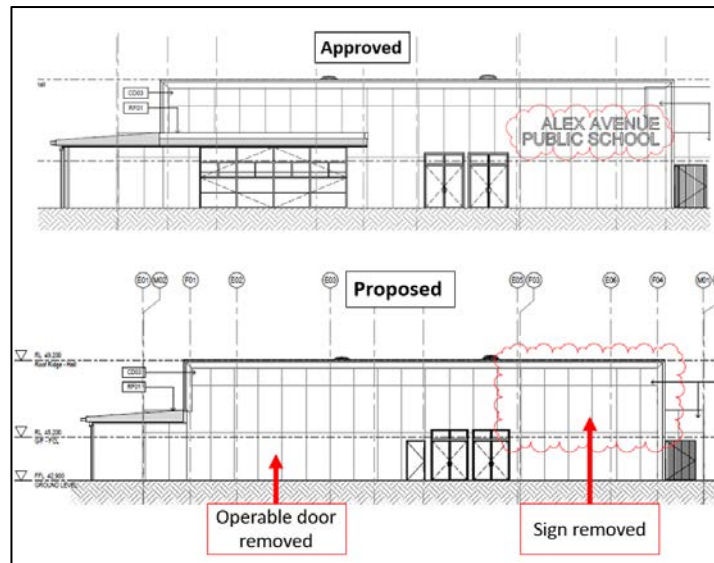 Approved
CD03
RF01
ALEX AVENUE
PUBLIC SCHOOL
Proposed
E01 M02 F01 E02 E03 E05 F03 E06 F04 M01
RL 49,200
Roof Ridge - Hall
CD03
RF01
RL 45,200
FFL 42,900
GROUND LEVEL
Operable door
removed
Sign removed